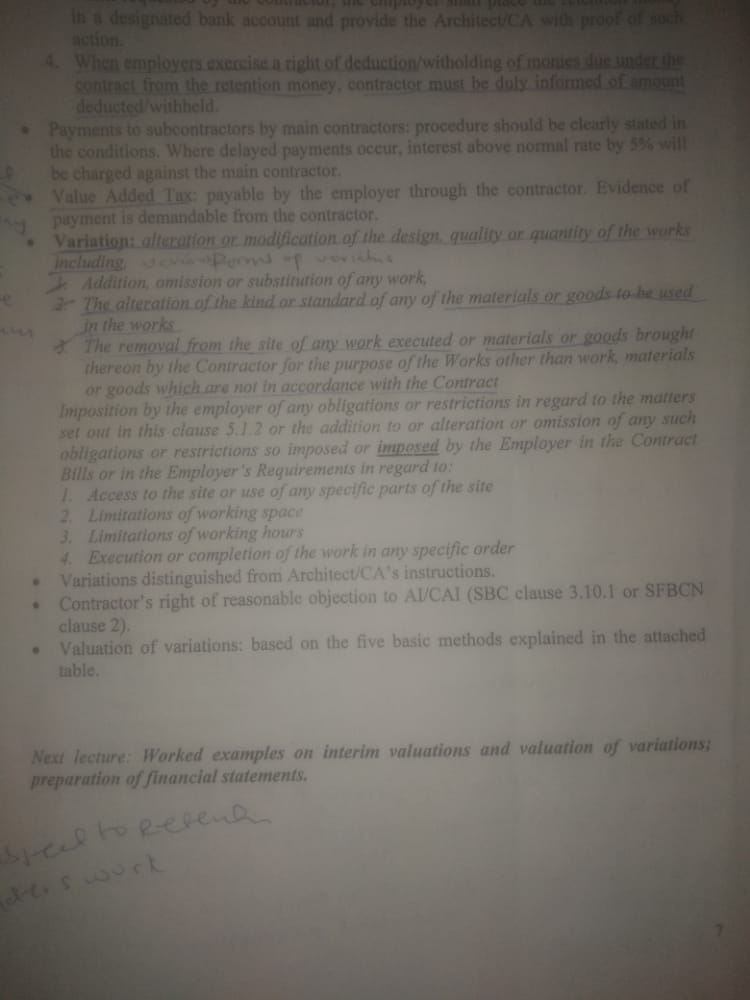 in a designated bank account and provide the Architect/CA with proof of such
action.
4. When employers exercise a right of deduction/witholding of monies due under the
contract from the retention money, contractor must be duly informed of amount
deducted/withheld.
• Payments to subcontractors by main contractors: procedure should be clearly stated in
the conditions. Where delayed payments occur, interest above normal rate by 5% will
be charged against the main contractor.
• Value Added Tax: payable by the employer through the contractor. Evidence of
payment is demandable from the contractor.
• Variation: alteration or modification of the design, quality or quantity of the works
including,
1. Addition, omission or substitution of any work,
2. The alteration of the kind or standard of any of the materials or goods to be used
in the works
3. The removal from the site of any work executed or materials or goods brought
thereon by the Contractor for the purpose of the Works other than work, materials
or goods which are not in accordance with the Contract
Imposition by the employer of any obligations or restrictions in regard to the matters
set out in this clause 5.1.2 or the addition to or alteration or omission of any such
obligations or restrictions so imposed or imposed by the Employer in the Contract
Bills or in the Employer's Requirements in regard to:
1. Access to the site or use of any specific parts of the site
2. Limitations of working space
3. Limitations of working hours
4. Execution or completion of the work in any specific order
• Variations distinguished from Architect/CA's instructions.
• Contractor's right of reasonable objection to AI/CAI (SBC clause 3.10.1 or SFBCN
clause 2).
• Valuation of variations: based on the five basic methods explained in the attached
table.
Next lecture: Worked examples on interim valuations and valuation of variations;
preparation of financial statements.
to
work
7